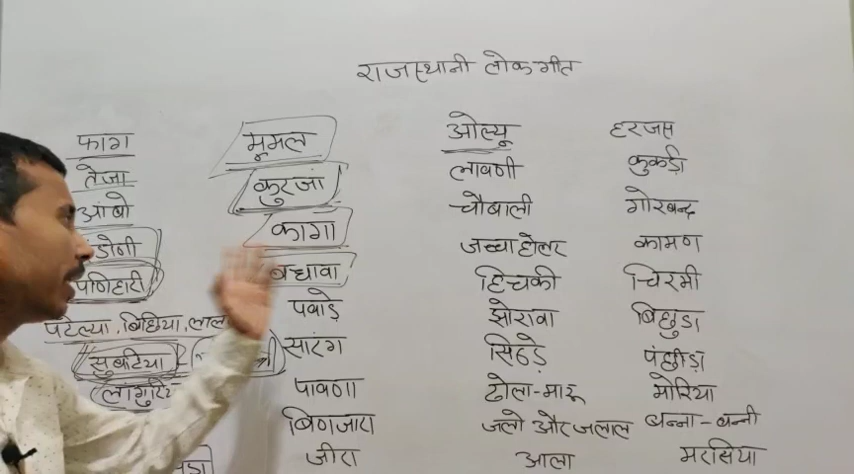 राजस्थानी लोकगीत
फाग
तेजा
आंबो
पणिहारी
पटेल्या, बिछिया, लाल
सुवटिया
मूमल
कुरजां
कागा
बधावा
पवाड़े
सारंग
पावणा
बिणजारा
जीरा
ओल्यू
लावणी
चौबाली
जच्चा होलर
हिचकी
झोरावा
सिठड़े
ढोला-मारू
जलो और जलाल
आला
हरजस
कुकड़ी
गोरबन्द
कामण
चिरमी
बिछुड़ा
पंछीड़ा
मोरिया
बन्ना-बन्नी
मरसिया